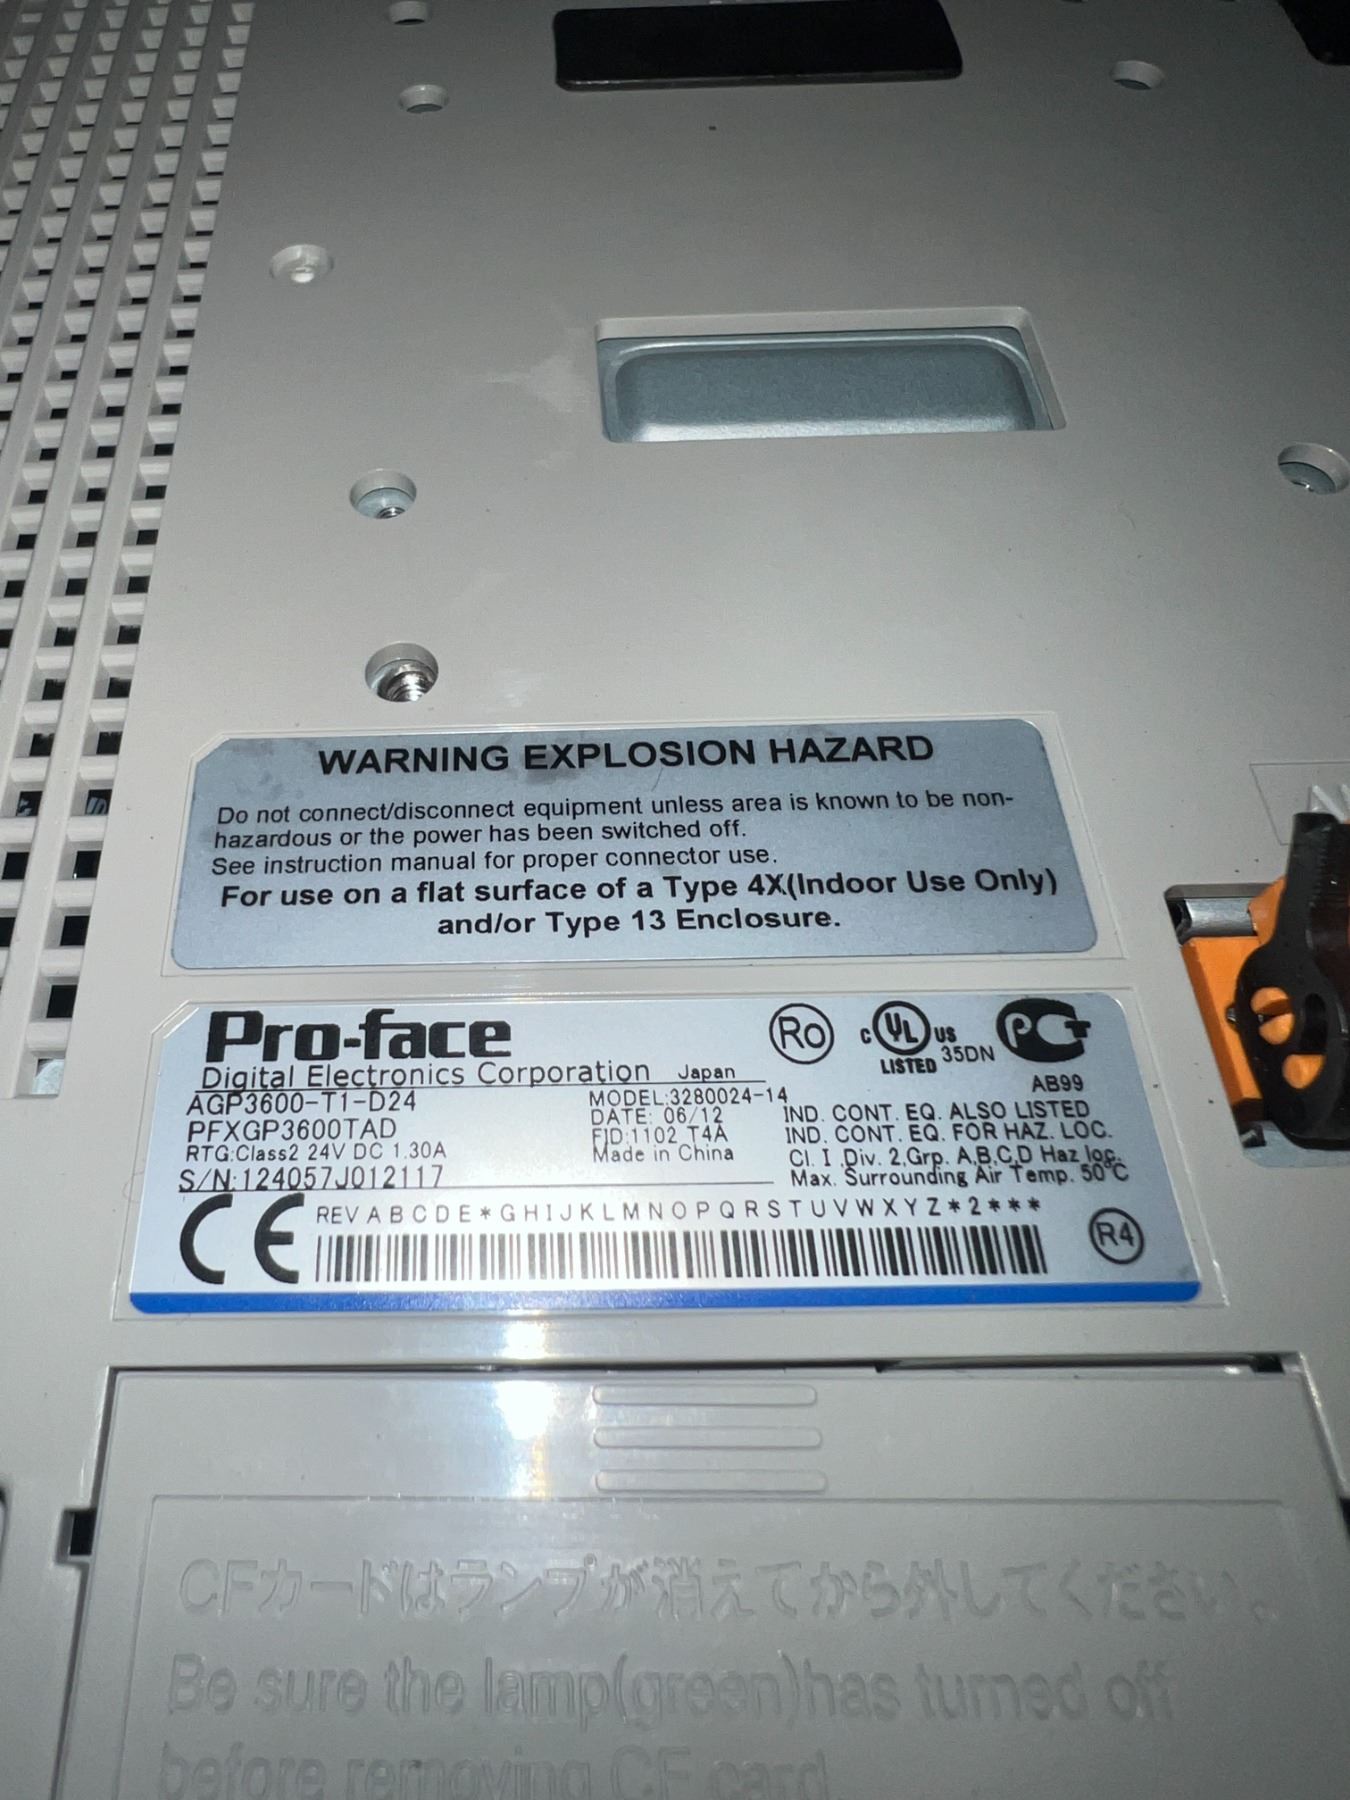 WARNING EXPLOSION HAZARD
Do not connect/disconnect equipment unless area is known to be non-
hazardous or the power has been switched off.
See instruction manual for proper connector use.
For use on a flat surface of a Type 4X(Indoor Use Only)
and/or Type 13 Enclosure.
Pro-face
Digital Electronics Corporation Japan
AGP3600-T1-D24
PFXGP3600TAD
RTG:Class2 24V DC 1.30A
S/N:124057J012117
MODEL:3280024-14
DATE: 06/12
FID:1102 T4A
Made in China
Ro
c UL US
LISTED 35DN
PCT
AB99
IND. CONT. EQ. ALSO LISTED
IND. CONT. EQ. FOR HAZ. LOC.
Cl. I Div. 2,Grp. A,B,C,D Haz loc.
Max. Surrounding Air Temp. 50°C
CE
REV A B C D E * G H I J K L M N O P Q R S T U V W X Y Z * 2 * * *
R4
CFカードはランプが消えてから外してください。
Be sure the lamp(green)has turned off
before removing CF card